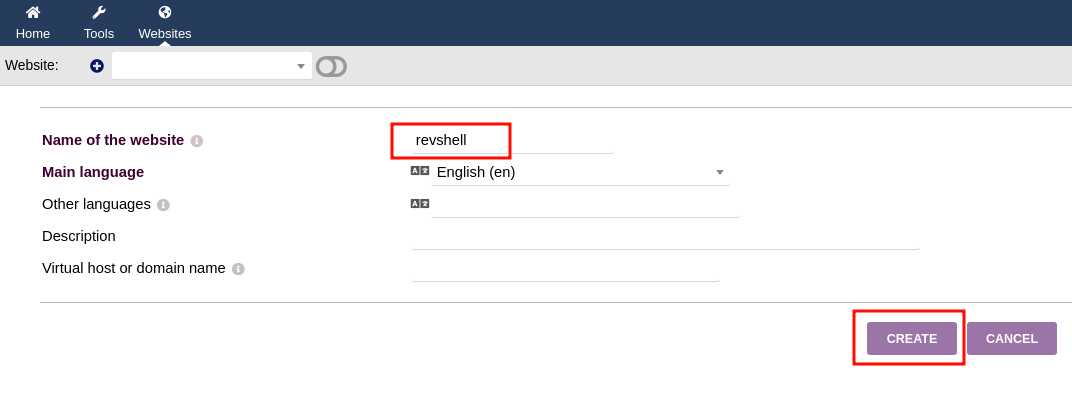 Home Tools Websites
Website:
Name of the website revshell
Main language English (en)
Other languages
Description
Virtual host or domain name
CREATE CANCEL